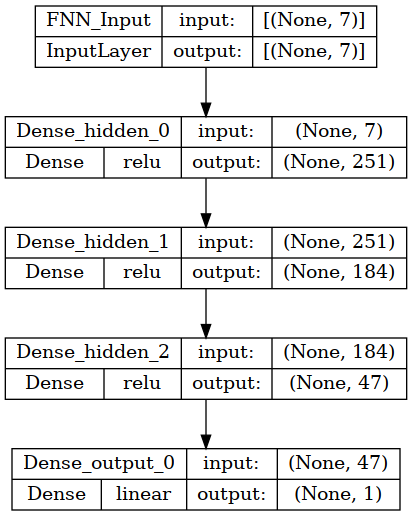 FNN_Input input: [(None, 7)]
InputLayer output: [(None, 7)]
Dense_hidden_0 input: (None, 7)
Dense relu output: (None, 251)
Dense_hidden_1 input: (None, 251)
Dense relu output: (None, 184)
Dense_hidden_2 input: (None, 184)
Dense relu output: (None, 47)
Dense_output_0 input: (None, 47)
Dense linear output: (None, 1)